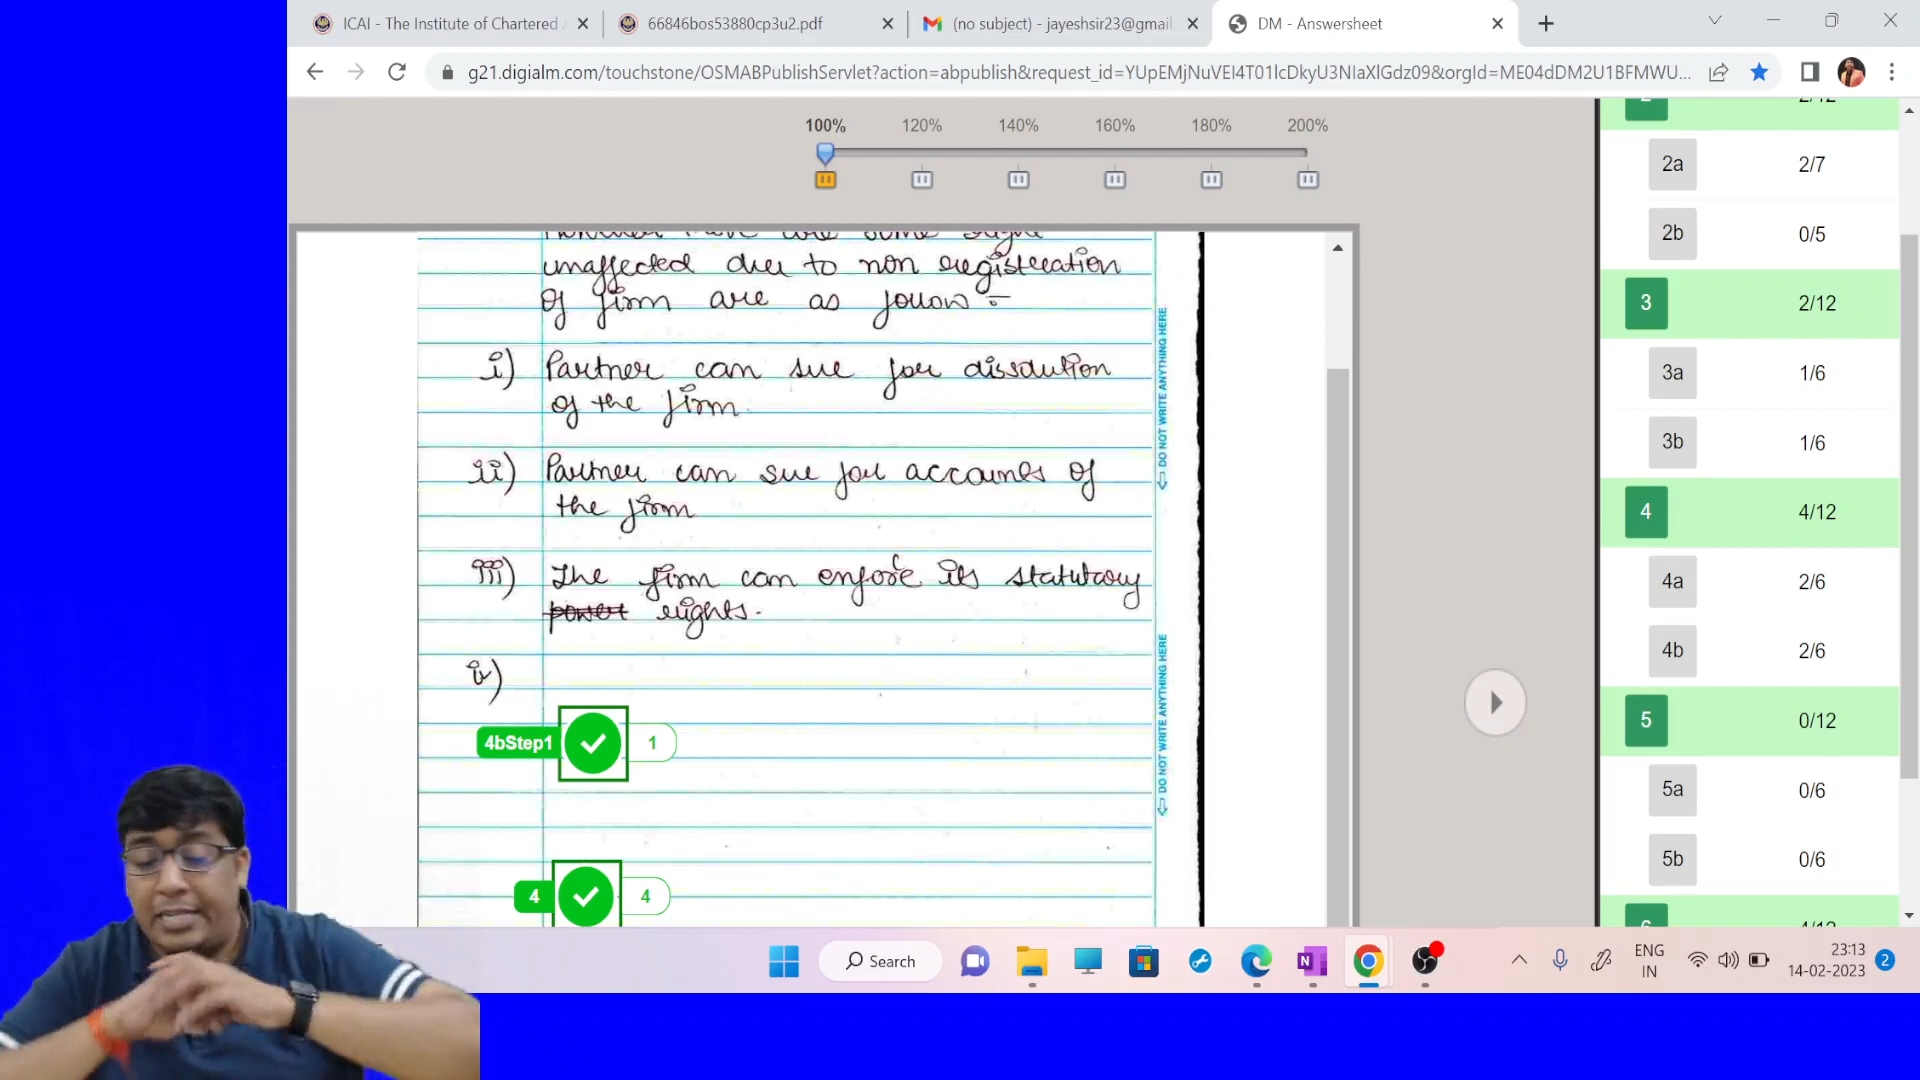 ICAI - The Institute of Chartered
66846bos53880cp3u2.pdf
(no subject) - jayeshsir23@gmail.
DM - Answersheet
g21.digialm.com/touchstone/OSMABPublishServlet?action=abpublish&request_id=YUpEMjNuVEI4T01lcDkyU3NIaXlGdz09&orgId=ME04dDM2U1BFMWU...
100% 120% 140% 160% 180% 200%
are some
unaffected due to non registration
of firm are as follow -
i) Partner can sue for dissolution
of the firm.
ii) Partner can sue for accounts of
the firm
iii) The firm can enforce its statutory
power rights.
iv)
4bStep1 1
4 4
DO NOT WRITE ANYTHING HERE
DO NOT WRITE ANYTHING HERE
2 2/12
2a 2/7
2b 0/5
3 2/12
3a 1/6
3b 1/6
4 4/12
4a 2/6
4b 2/6
5 0/12
5a 0/6
5b 0/6
Search
ENG
IN
23:13
14-02-2023
2